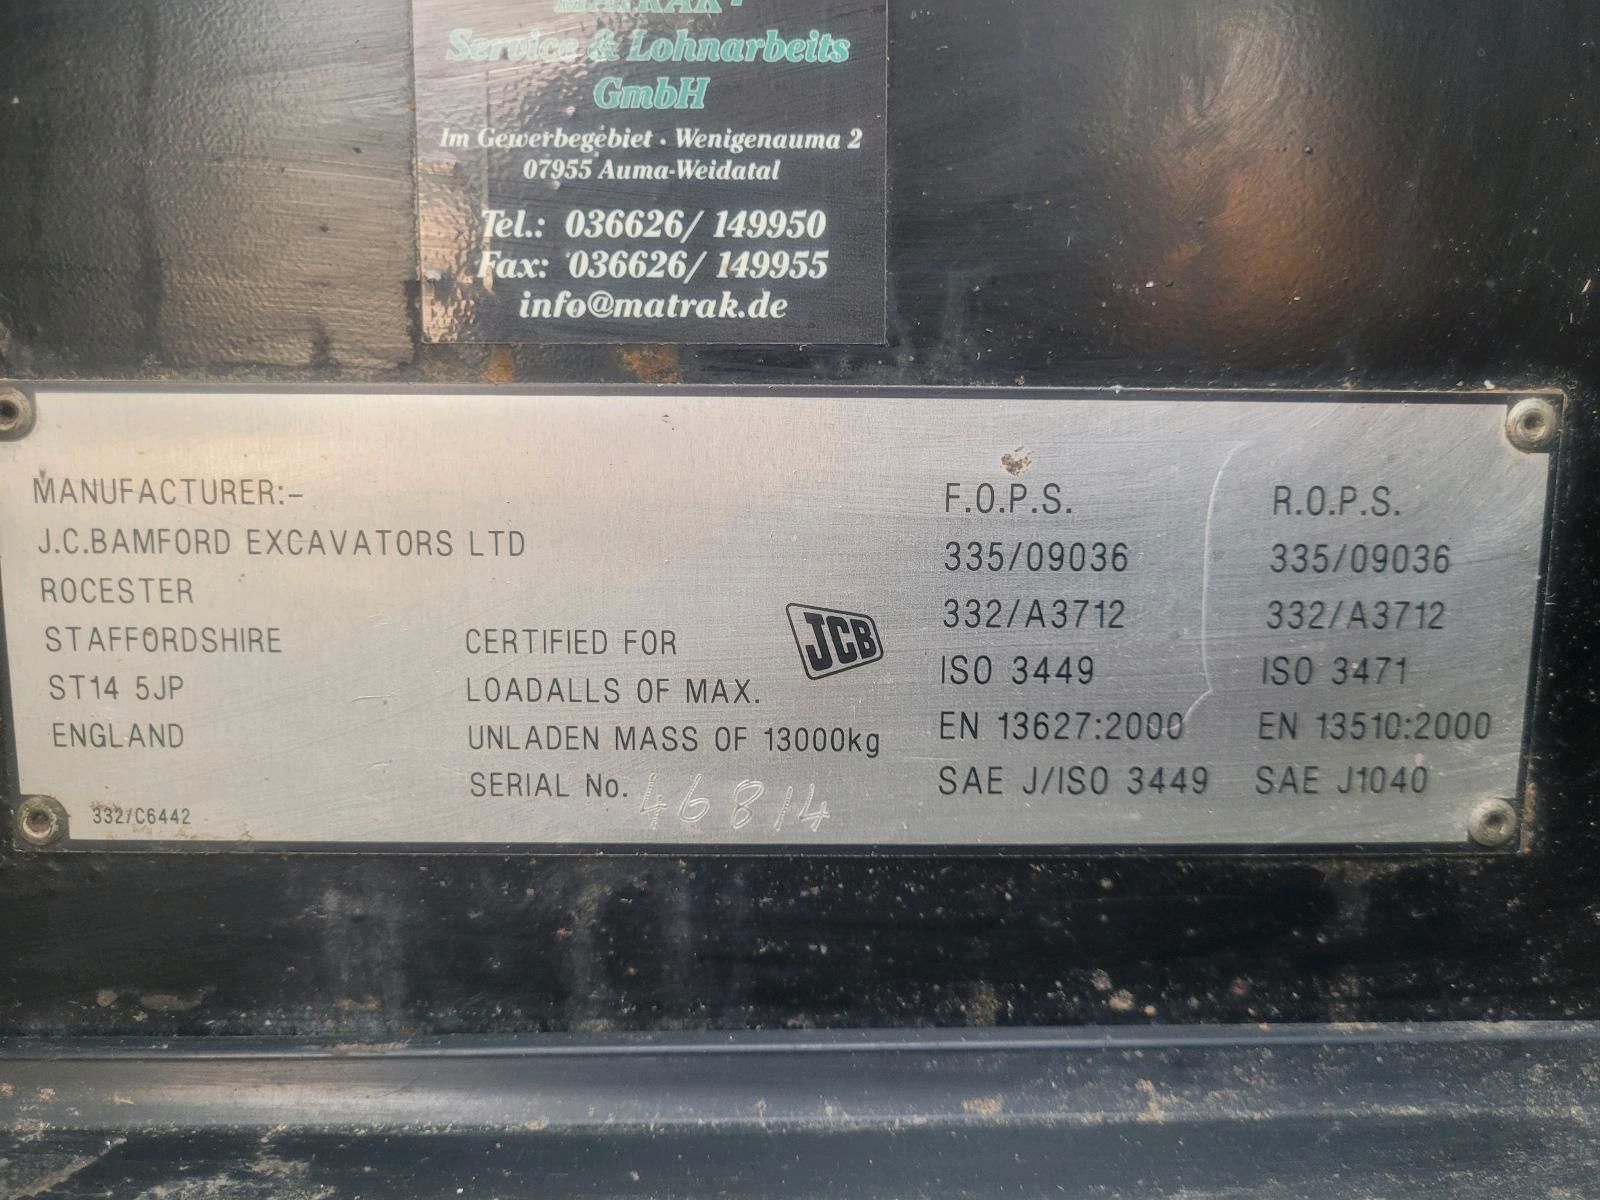 MATRAK -
Service & Lohnarbeits
GmbH
Im Gewerbegebiet · Wenigenauma 2
07955 Auma-Weidatal
Tel.: 036626/ 149950
Fax: 036626/ 149955
info@matrak.de
MANUFACTURER:-
J.C.BAMFORD EXCAVATORS LTD
ROCESTER
STAFFORDSHIRE
ST14 5JP
ENGLAND
332/C6442
CERTIFIED FOR
LOADALLS OF MAX.
UNLADEN MASS OF 13000kg
SERIAL No. 46814
JCB
F.O.P.S.
335/09036
332/A3712
ISO 3449
EN 13627:2000
SAE J/ISO 3449
R.O.P.S.
335/09036
332/A3712
ISO 3471
EN 13510:2000
SAE J1040